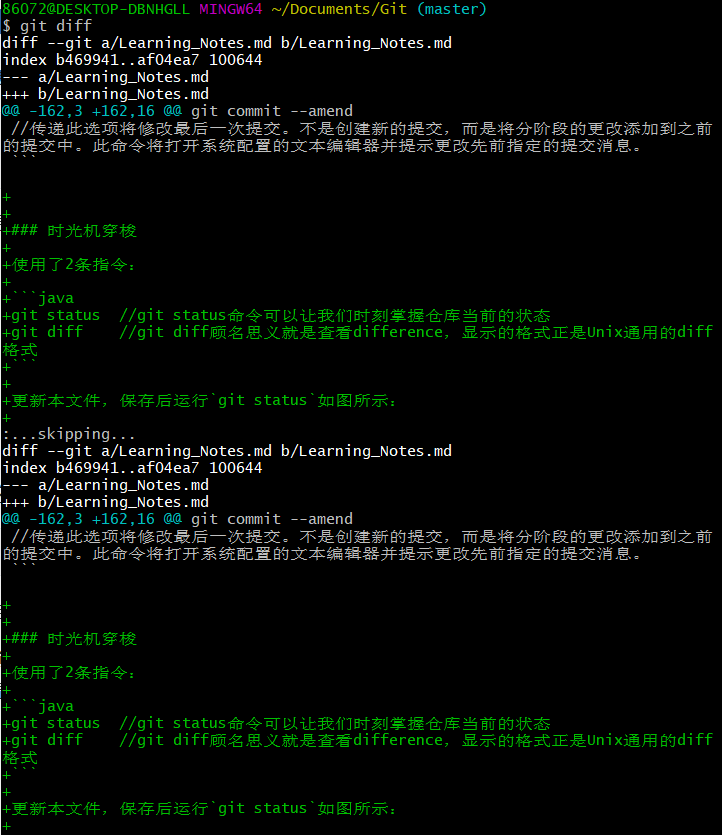 86072@DESKTOP-DBNHGLL MINGW64 ~/Documents/Git (master)
$ git diff
diff --git a/Learning_Notes.md b/Learning_Notes.md
index b469941..af04ea7 100644
--- a/Learning_Notes.md
+++ b/Learning_Notes.md
@@ -162,3 +162,16 @@ git commit --amend
 //传递此选项将修改最后一次提交。不是创建新的提交，而是将分阶段的更改添加到之前
的提交中。此命令将打开系统配置的文本编辑器并提示更改先前指定的提交消息。
 ```
+
+
+### 时光机穿梭
+
+使用了2条指令：
+
+```java
+git status  //git status命令可以让我们时刻掌握仓库当前的状态
+git diff    //git diff顾名思义就是查看difference，显示的格式正是Unix通用的diff
格式
+```
+
+更新本文件，保存后运行`git status`如图所示：
+
:...skipping...
diff --git a/Learning_Notes.md b/Learning_Notes.md
index b469941..af04ea7 100644
--- a/Learning_Notes.md
+++ b/Learning_Notes.md
@@ -162,3 +162,16 @@ git commit --amend
 //传递此选项将修改最后一次提交。不是创建新的提交，而是将分阶段的更改添加到之前
的提交中。此命令将打开系统配置的文本编辑器并提示更改先前指定的提交消息。
 ```
+
+
+### 时光机穿梭
+
+使用了2条指令：
+
+```java
+git status  //git status命令可以让我们时刻掌握仓库当前的状态
+git diff    //git diff顾名思义就是查看difference，显示的格式正是Unix通用的diff
格式
+```
+
+更新本文件，保存后运行`git status`如图所示：
+